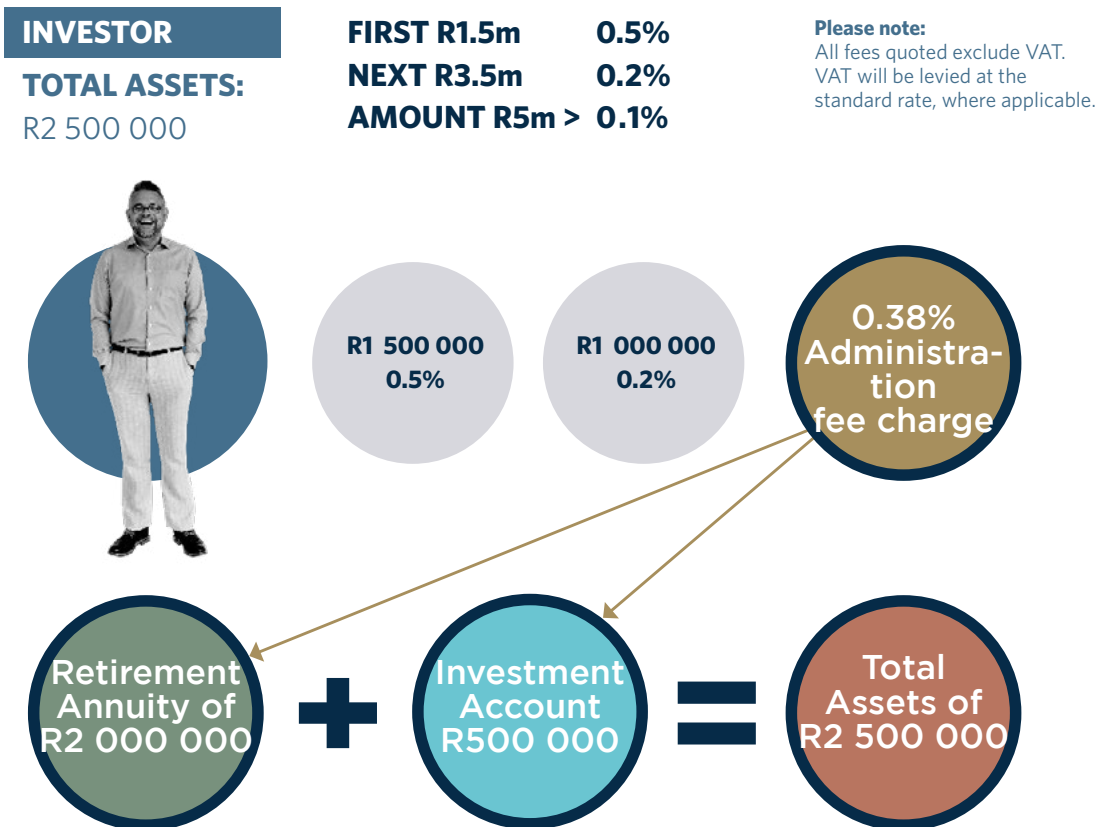 INVESTOR
TOTAL ASSETS:
R2 500 000
FIRST R1.5m 0.5%
NEXT R3.5m 0.2%
AMOUNT R5m > 0.1%
Please note:
All fees quoted exclude VAT.
VAT will be levied at the
standard rate, where applicable.
R1 500 000
0.5%
R1 000 000
0.2%
0.38%
Administra-
tion
fee charge
Retirement
Annuity of
R2 000 000
Investment
Account
R500 000
Total
Assets of
R2 500 000